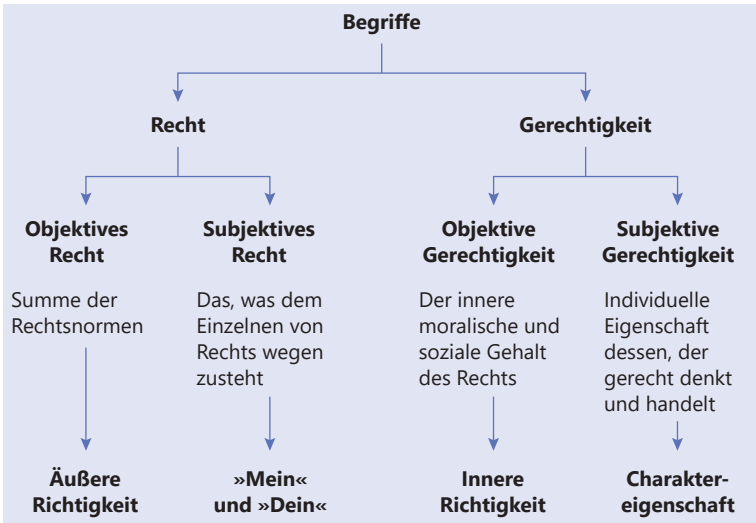 Begriffe
Recht
Gerechtigkeit
Objektives
Recht
Subjektives
Recht
Objektive
Gerechtigkeit
Subjektive
Gerechtigkeit
Summe der
Rechtsnormen
Das, was dem
Einzelnen von
Rechts wegen
zusteht
Der innere
moralische und
soziale Gehalt
des Rechts
Individuelle
Eigenschaft
dessen, der
gerecht denkt
und handelt
Äußere
Richtigkeit
»Mein«
und »Dein«
Innere
Richtigkeit
Charakter-
eigenschaft